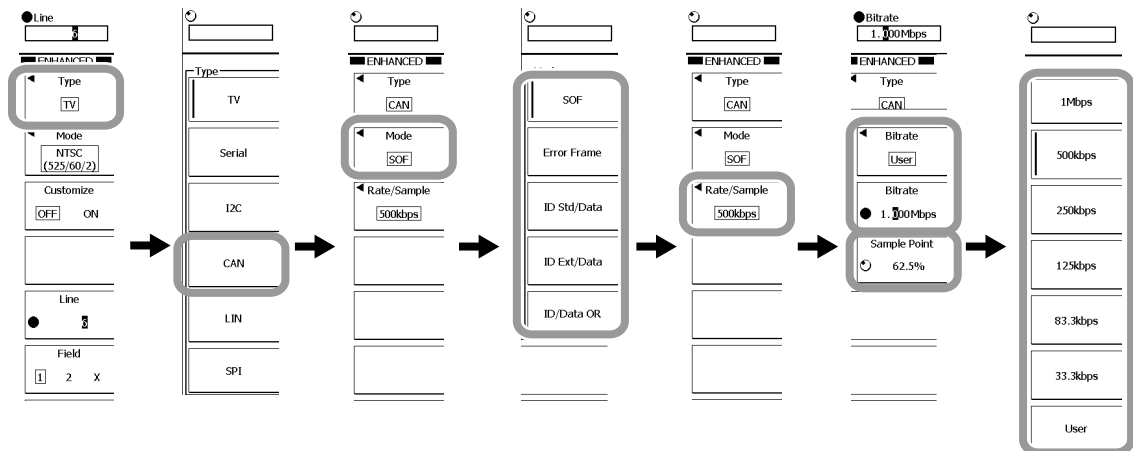 Line
6
ENHANCED
Type
TV
Mode
NTSC
(525/60/2)
Customize
OFF ON
Line
6
Field
1 2 X
Type
TV
Serial
I2C
CAN
LIN
SPI
ENHANCED
Type
CAN
Mode
SOF
Rate/Sample
500kbps
SOF
Error Frame
ID Std/Data
ID Ext/Data
ID/Data OR
ENHANCED
Type
CAN
Mode
SOF
Rate/Sample
500kbps
Bitrate
1.000Mbps
ENHANCED
Type
CAN
Bitrate
User
Bitrate
1.000Mbps
Sample Point
62.5%
1Mbps
500kbps
250kbps
125kbps
83.3kbps
33.3kbps
User